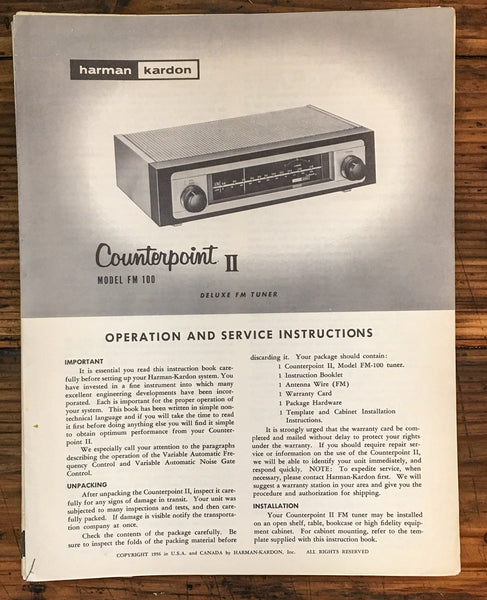 harman kardon
Counterpoint II
MODEL FM 100
DELUXE FM TUNER
OPERATION AND SERVICE INSTRUCTIONS
IMPORTANT
It is essential you read this instruction book care-
fully before setting up your Harman-Kardon system. You
have invested in a fine instrument into which many
excellent engineering developments have been incor-
porated. Each is important for the proper operation of
your system. This book has been written in simple non-
technical language and if you will take the time to read
it first before doing anything else you will find it simple
to obtain optimum performance from your Counter-
point II.
We especially call your attention to the paragraphs
describing the operation of the Variable Automatic Fre-
quency Control and Variable Automatic Noise Gate
Control.
UNPACKING
After unpacking the Counterpoint II, inspect it care-
fully for any signs of damage in transit. Your unit was
subjected to many inspections and tests, and then care-
fully packed. If damage is visible notify the transporta-
tion company at once.
Check the contents of the package carefully. Be
sure to inspect the folds of the packing material before
discarding it. Your package should contain:
1 Counterpoint II, Model FM-100 tuner.
1 Instruction Booklet
1 Antenna Wire (FM)
1 Warranty Card
1 Package Hardware
1 Template and Cabinet Installation
Instructions.
It is strongly urged that the warranty card be com-
pleted and mailed without delay to protect your rights
under the warranty. If you should require repair serv-
ice or information on the use of the Counterpoint II,
we will be able to identify your unit immediately, and
respond quickly. NOTE: To expedite service, when
necessary, please contact Harman-Kardon first. We will
suggest a warranty station in your area and give you the
procedure and authorization for shipping.
INSTALLATION
Your Counterpoint II FM tuner may be installed
on an open shelf, table, bookcase or high fidelity equip-
ment cabinet. For cabinet mounting, refer to the tem-
plate supplied with this instruction book.
COPYRIGHT 1956 in U.S.A. and CANADA by HARMAN-KARDON, Inc. ALL RIGHTS RESERVED